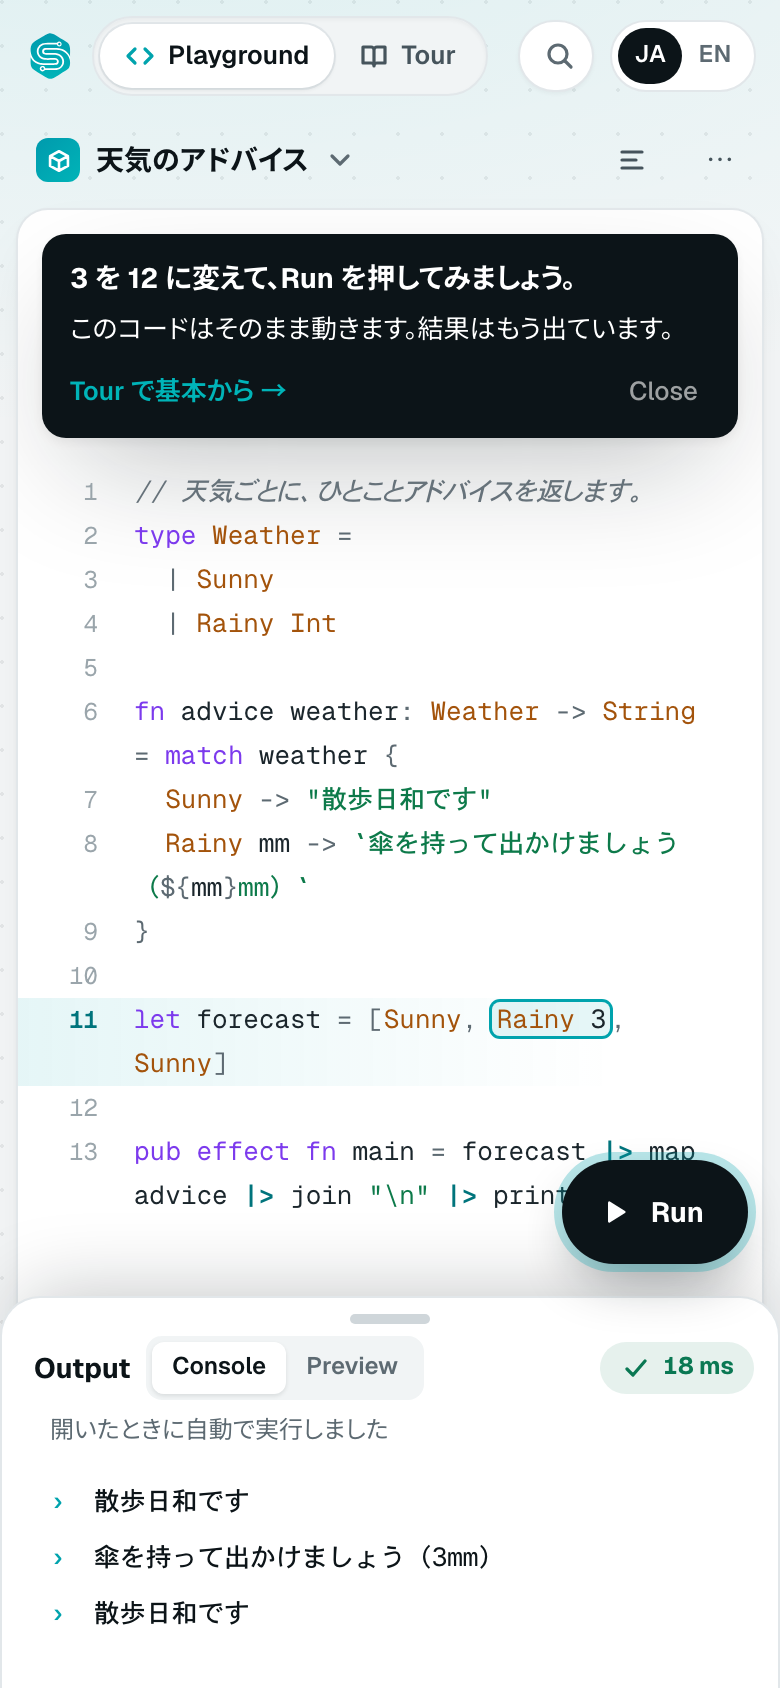 Playground
Tour
JA
EN
天気のアドバイス
3 を 12 に変えて、Run を押してみましょう。
このコードはそのまま動きます。結果はもう出ています。
Tour で基本から →
Close
1 // 天気ごとに、ひとことアドバイスを返します。
2 type Weather =
3 | Sunny
4 | Rainy Int
5
6 fn advice weather: Weather -> String
= match weather {
7 Sunny -> "散歩日和です"
8 Rainy mm -> `傘を持って出かけましょう
（${mm}mm）`
9 }
10
11 let forecast = [Sunny, Rainy 3,
Sunny]
12
13 pub effect fn main = forecast |> map
advice |> join "\n" |> print
Run
Output
Console
Preview
18 ms
開いたときに自動で実行しました
› 散歩日和です
› 傘を持って出かけましょう（3mm）
› 散歩日和です